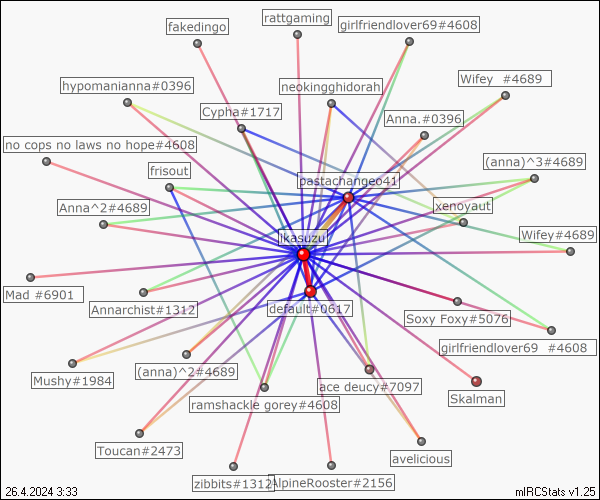 rattgaming
fakedingo
girlfriendlover69#4608
hypomanianna#0396
neokingghidorah
Wifey  #4689
Cypha#1717
Anna.#0396
no cops no laws no hope#4608
frisout
(anna)^3#4689
pastachangeo41
Anna^2#4689
xenoyaut
ikasuzu
Wifey#4689
Mad #6901
Annarchist#1312
default#0617
Soxy Foxy#5076
girlfriendlover69  #4608
Mushy#1984
(anna)^2#4689
ace deucy#7097
Skalman
ramshackle gorey#4608
Toucan#2473
avelicious
zibbits#1312
AlpineRooster#2156
26.4.2024 3:33
mIRCStats v1.25